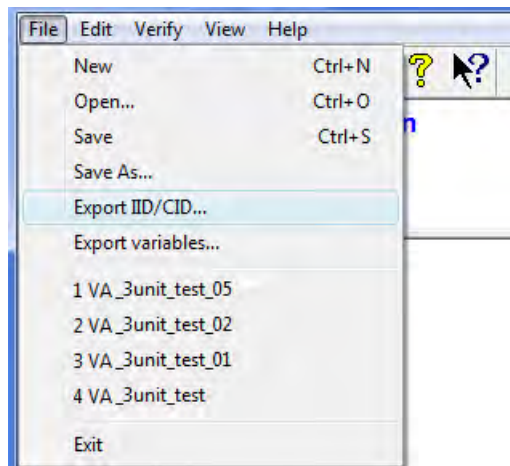 File Edit Verify View Help
New Ctrl+N
Open... Ctrl+O
Save Ctrl+S
Save As...
Export IID/CID...
Export variables...
1 VA_3unit_test_05
2 VA_3unit_test_02
3 VA_3unit_test_01
4 VA_3unit_test
Exit
n